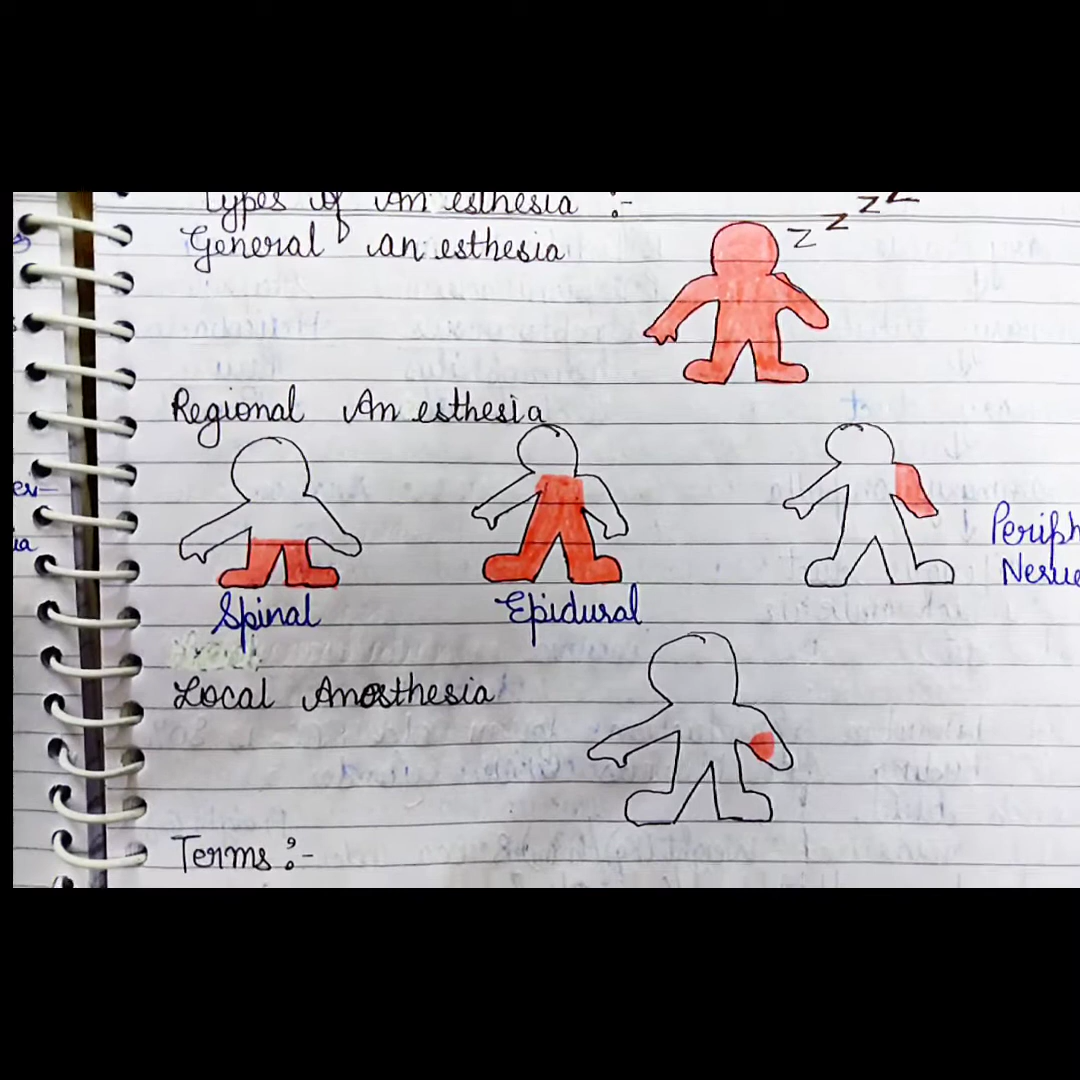 Types of Anesthesia :-
General Anesthesia
z z z z
Regional Anesthesia
Spinal
Epidural
Periph
Nerve
Local Anesthesia
Terms :-